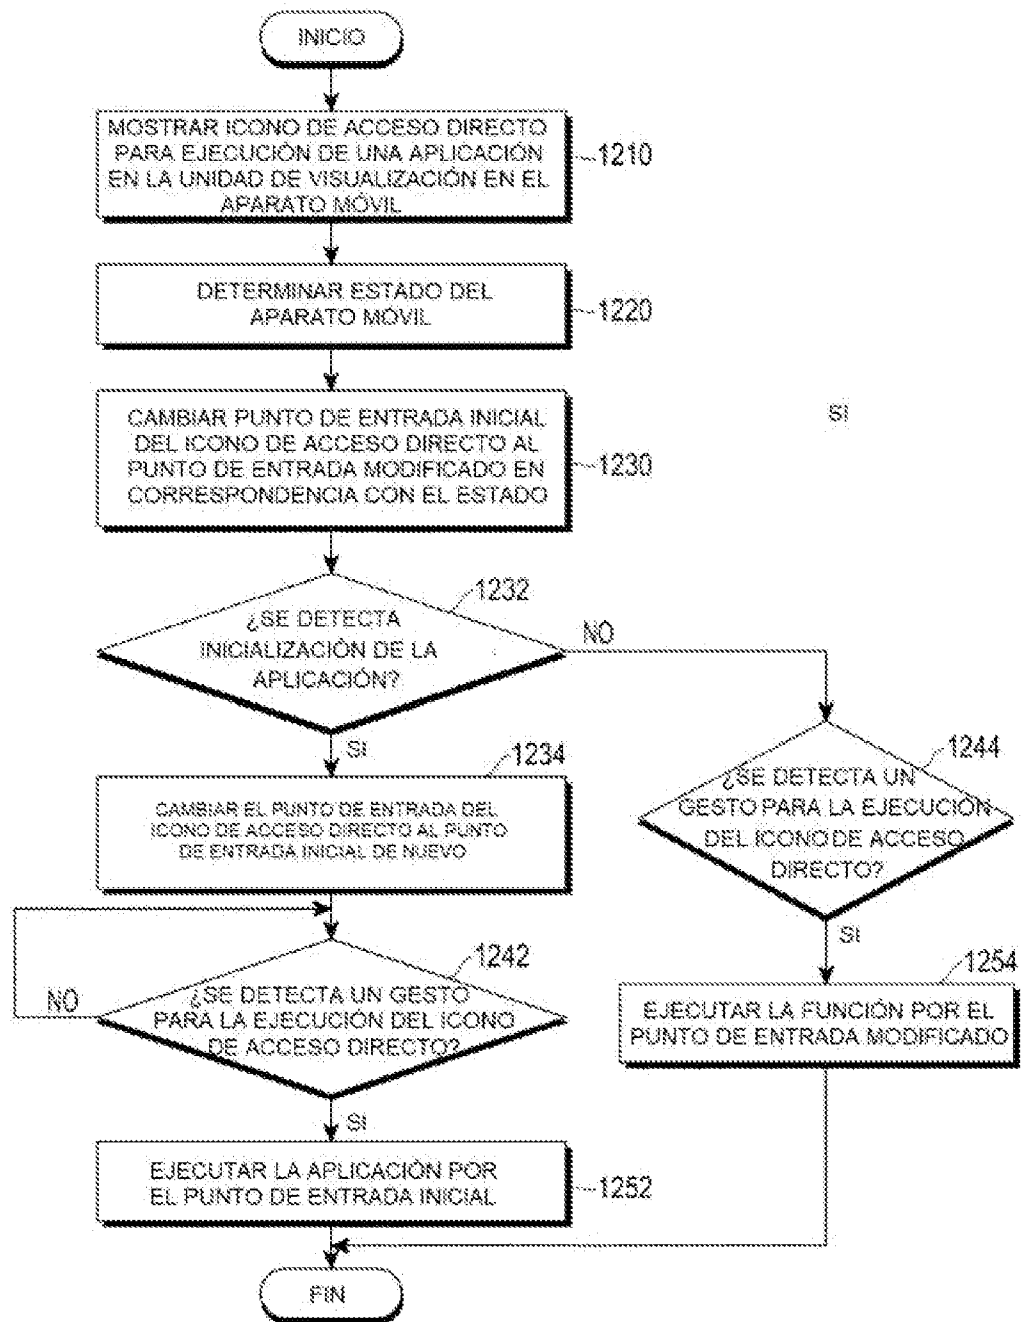 INICIO
MOSTRAR ICONO DE ACCESO DIRECTO
PARA EJECUCIÓN DE UNA APLICACIÓN
EN LA UNIDAD DE VISUALIZACIÓN EN EL
APARATO MÓVIL
1210
DETERMINAR ESTADO DEL
APARATO MÓVIL
1220
CAMBIAR PUNTO DE ENTRADA INICIAL
DEL ICONO DE ACCESO DIRECTO AL
PUNTO DE ENTRADA MODIFICADO EN
CORRESPONDENCIA CON EL ESTADO
1230
SI
1232
¿SE DETECTA
INICIALIZACIÓN DE LA
APLICACIÓN?
NO
SI
1234
CAMBIAR EL PUNTO DE ENTRADA DEL
ICONO DE ACCESO DIRECTO AL PUNTO
DE ENTRADA INICIAL DE NUEVO
1244
¿SE DETECTA UN
GESTO PARA LA EJECUCIÓN
DEL ICONO DE ACCESO
DIRECTO?
SI
1242
¿SE DETECTA UN GESTO
PARA LA EJECUCIÓN DEL ICONO
DE ACCESO DIRECTO?
NO
SI
1254
EJECUTAR LA FUNCIÓN POR EL
PUNTO DE ENTRADA MODIFICADO
EJECUTAR LA APLICACIÓN POR
EL PUNTO DE ENTRADA INICIAL
1252
FIN